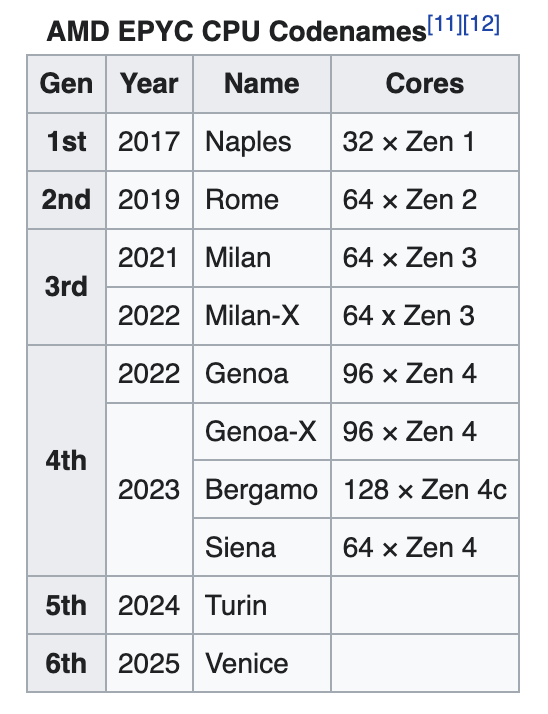 AMD EPYC CPU Codenames[11][12]
Gen Year Name Cores
1st 2017 Naples 32 × Zen 1
2nd 2019 Rome 64 × Zen 2
3rd 2021 Milan 64 × Zen 3
2022 Milan-X 64 x Zen 3
4th 2022 Genoa 96 × Zen 4
2023 Genoa-X 96 × Zen 4
Bergamo 128 × Zen 4c
Siena 64 × Zen 4
5th 2024 Turin
6th 2025 Venice